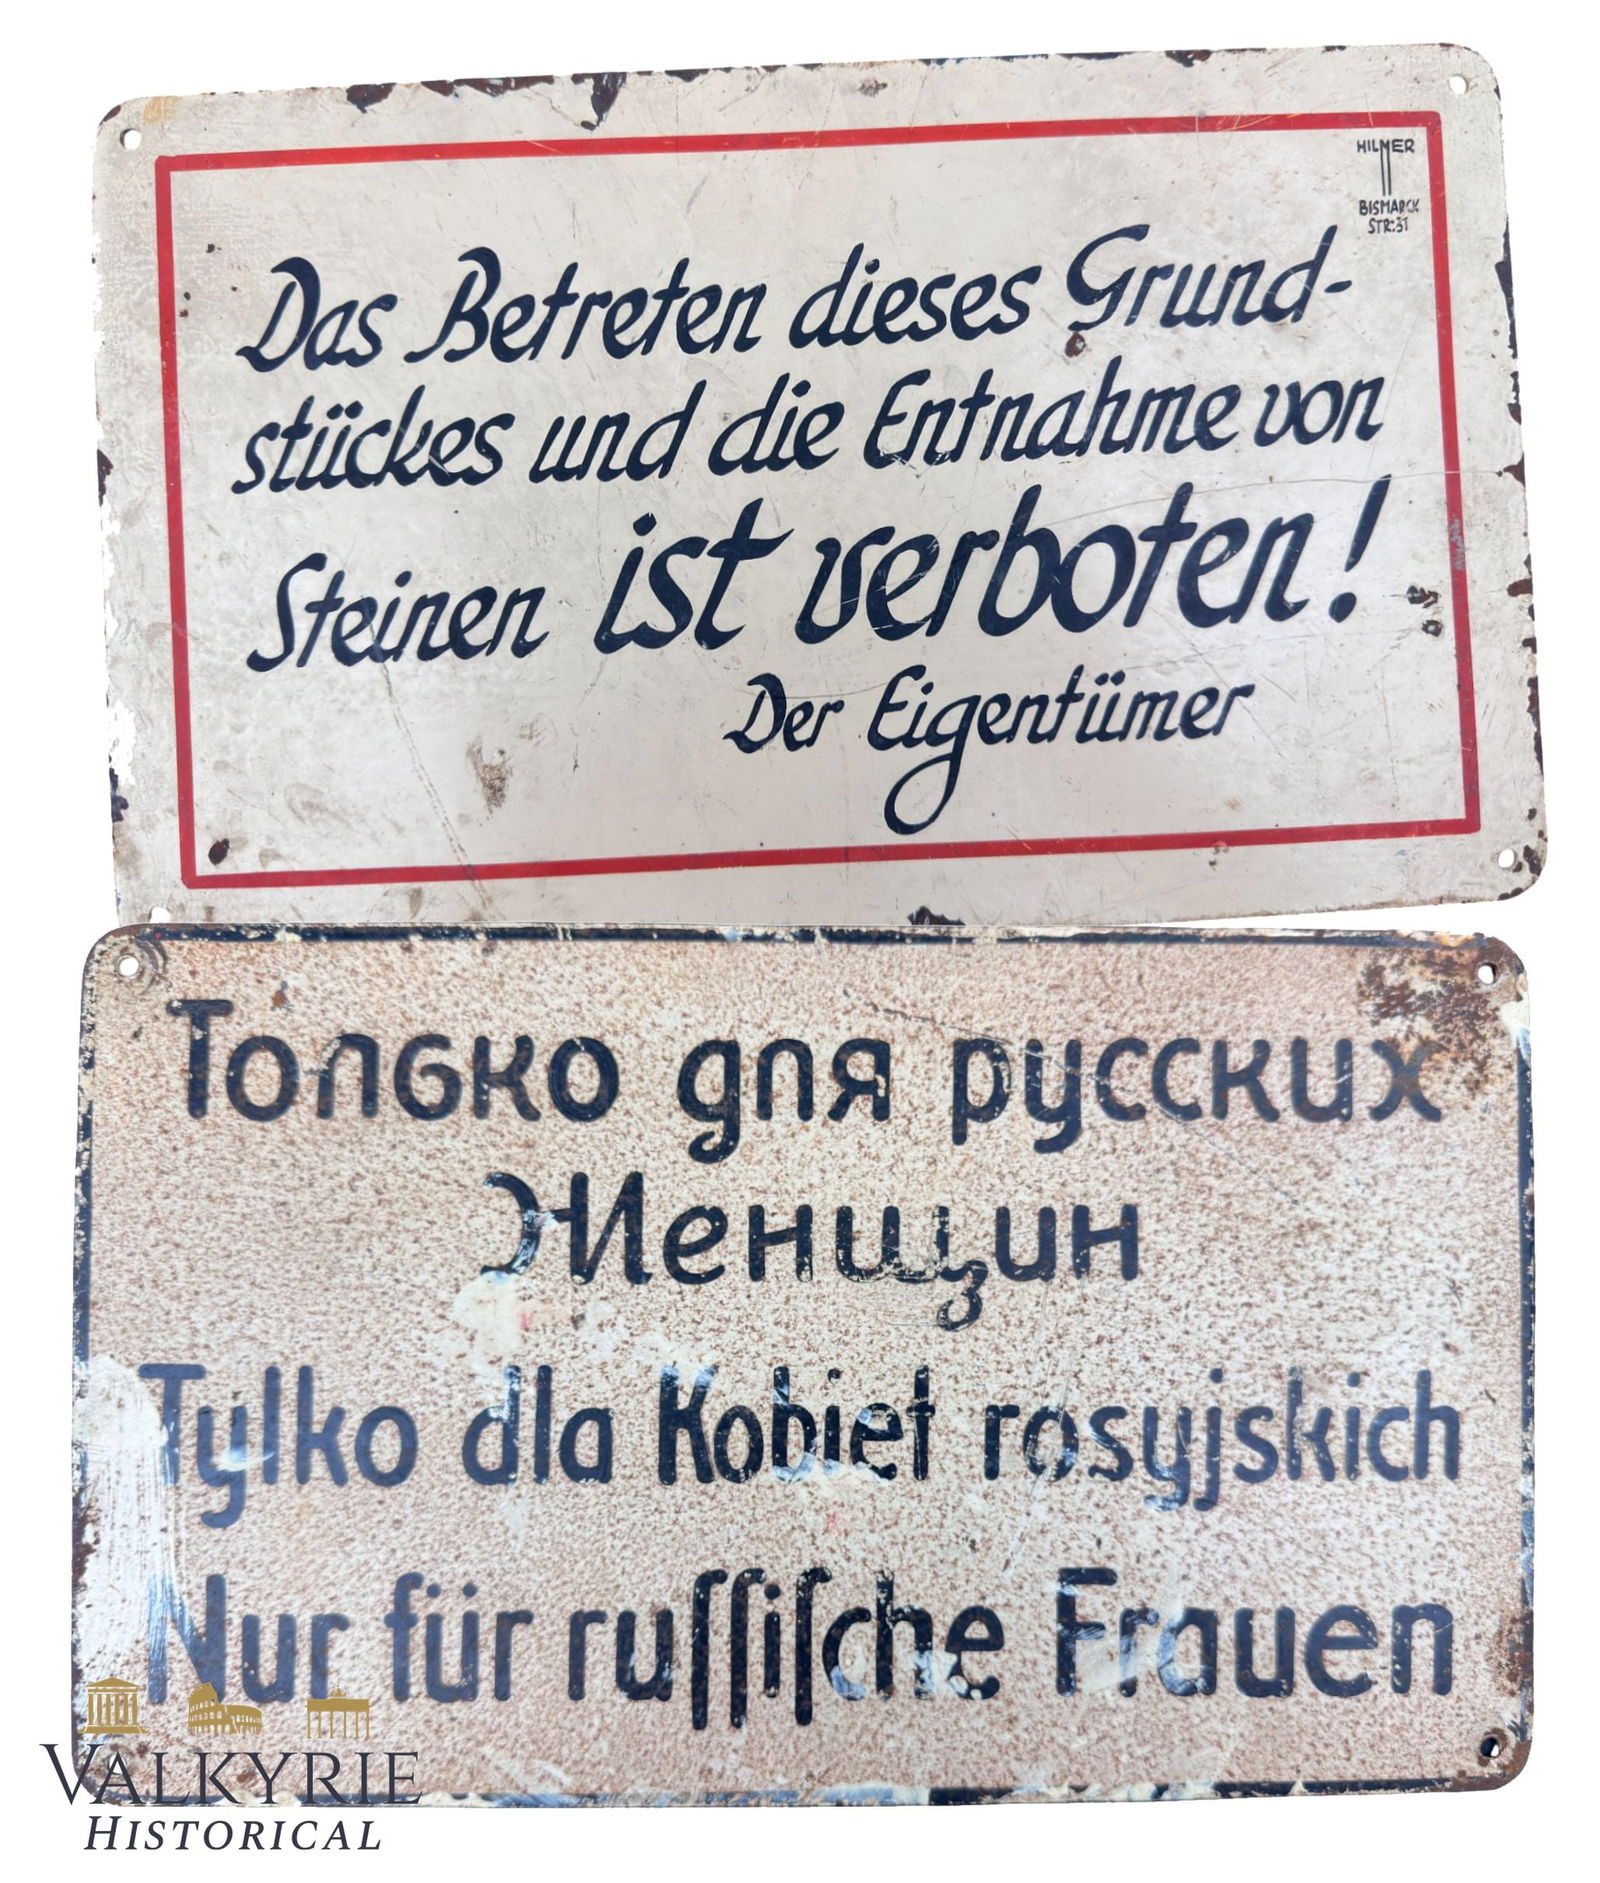 HILMER
BISMARCK
STR: 31
Das Betreten dieses Grund-
stückes und die Entnahme von
Steinen ist verboten!
Der Eigentümer
Только для русских
Женщин
Tylko dla Kobiet rosyjskich
Nur für ruſſiſche Frauen
VALKYRIE
HISTORICAL